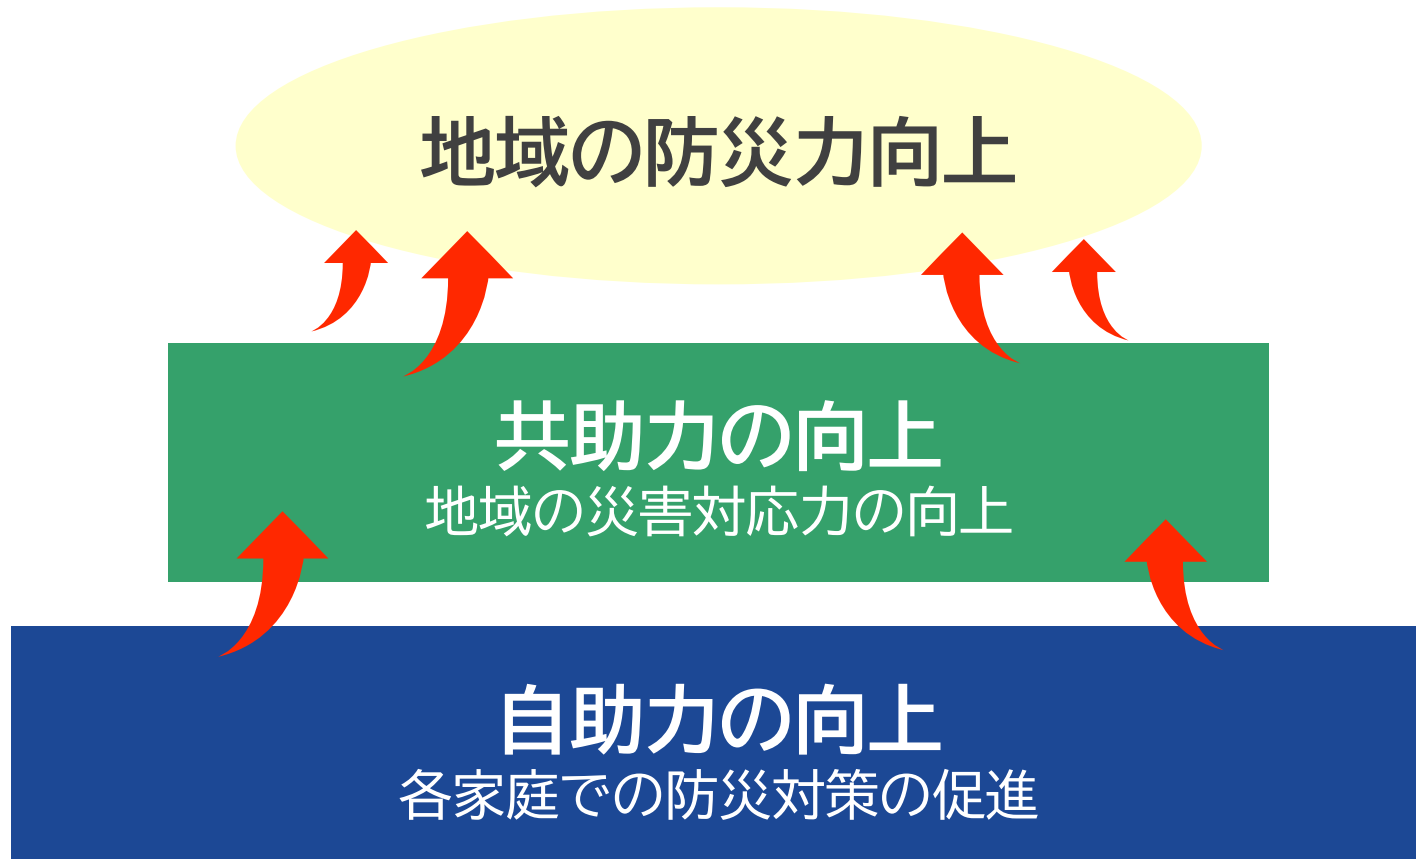 地域の防災力向上
共助力の向上
地域の災害対応力の向上
自助力の向上
各家庭での防災対策の促進